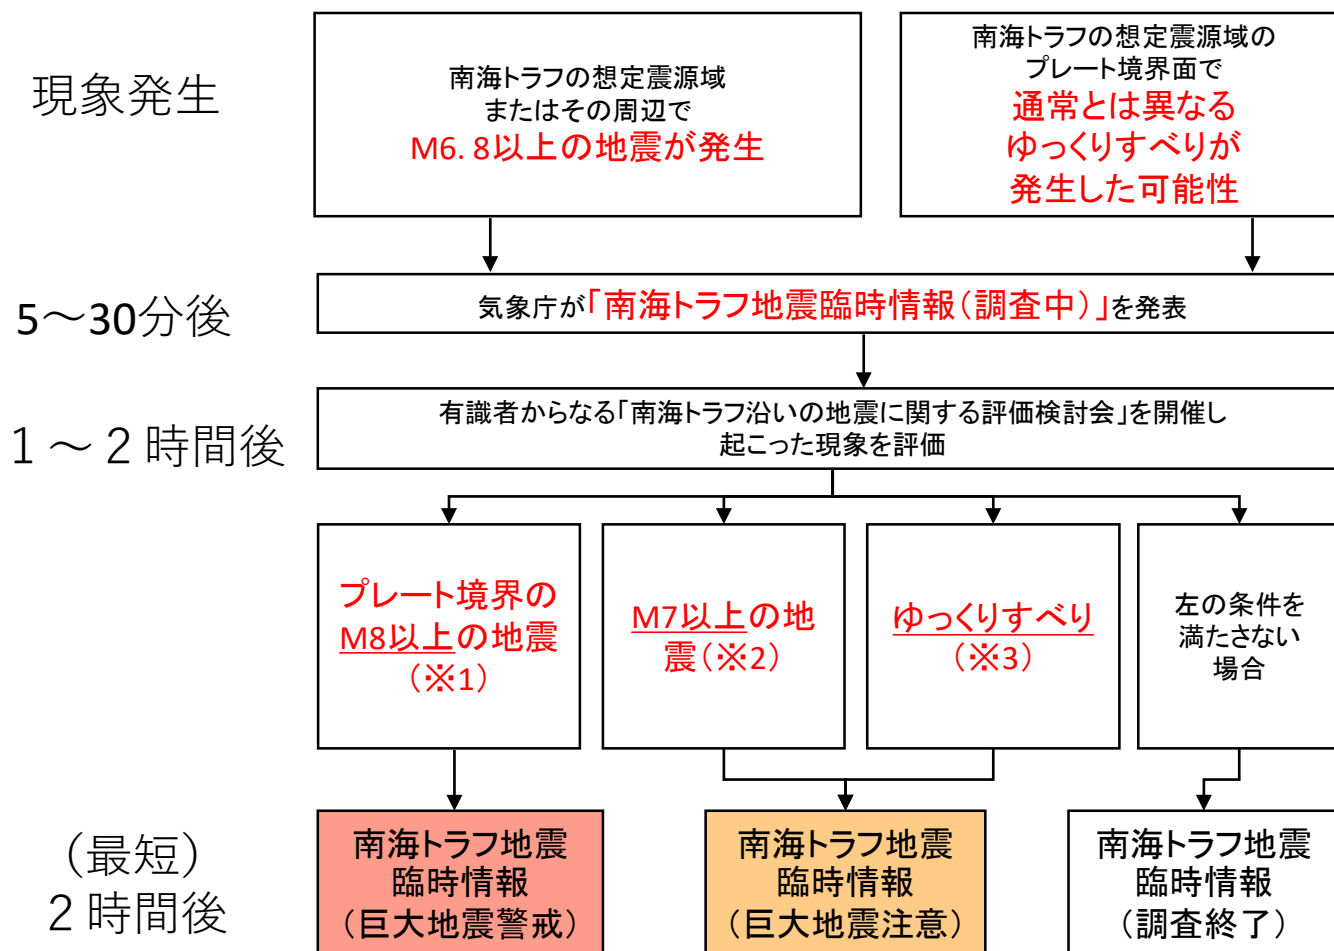 現象発生
南海トラフの想定震源域
またはその周辺で
M6. 8以上の地震が発生
南海トラフの想定震源域の
プレート境界面で
通常とは異なる
ゆっくりすべりが
発生した可能性
5～30分後
気象庁が「南海トラフ地震臨時情報（調査中）」を発表
１～２時間後
有識者からなる「南海トラフ沿いの地震に関する評価検討会」を開催し
起こった現象を評価
プレート境界の
M8以上の地震
（※1）
M7以上の地
震（※2）
ゆっくりすべり
（※3）
左の条件を
満たさない
場合
（最短）
２時間後
南海トラフ地震
臨時情報
（巨大地震警戒）
南海トラフ地震
臨時情報
（巨大地震注意）
南海トラフ地震
臨時情報
（調査終了）